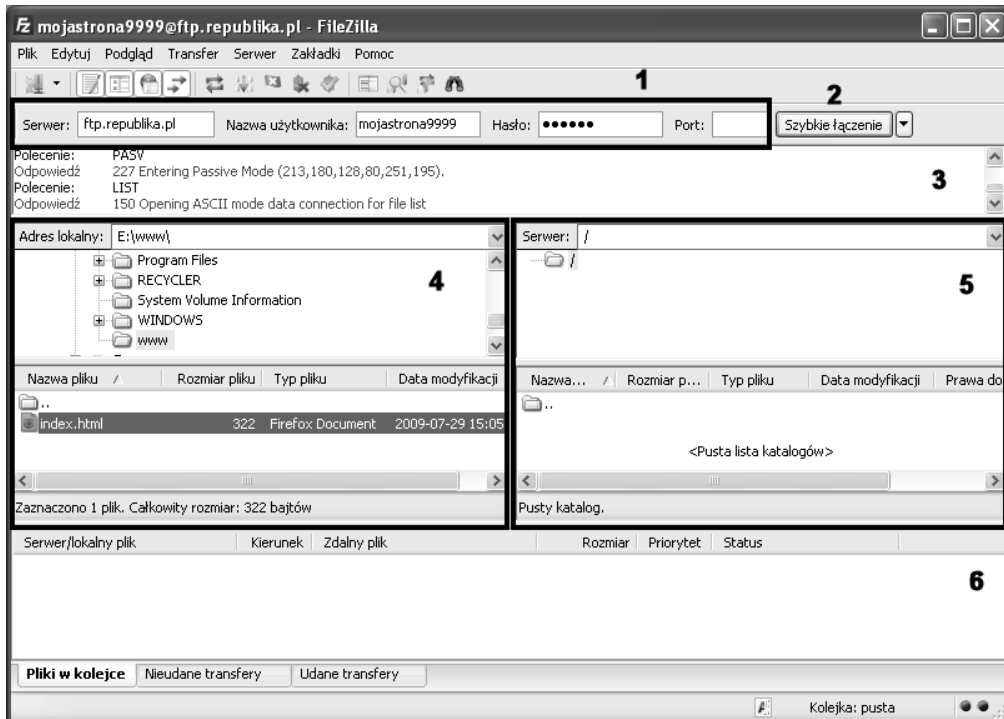 mojastrona9999@ftp.republika.pl - FileZilla
Plik Edytuj Podgląd Transfer Serwer Zakładki Pomoc
1
2
Serwer: ftp.republika.pl Nazwa użytkownika: mojastrona9999 Hasło: ●●●●●● Port: Szybkie łączenie
Polecenie: PASV
Odpowiedź 227 Entering Passive Mode (213,180,128,80,251,195).
Polecenie: LIST
Odpowiedź 150 Opening ASCII mode data connection for file list
3
Adres lokalny: E:\www\
Program Files
RECYCLER
System Volume Information
WINDOWS
www
4
Nazwa pliku Rozmiar pliku Typ pliku Data modyfikacji
..
index.html 322 Firefox Document 2009-07-29 15:05
Zaznaczono 1 plik. Całkowity rozmiar: 322 bajtów
Serwer: /
/
5
Nazwa... Rozmiar p... Typ pliku Data modyfikacji Prawa do
..
<Pusta lista katalogów>
Pusty katalog.
Serwer/lokalny plik Kierunek Zdalny plik Rozmiar Priorytet Status
6
Pliki w kolejce Nieudane transfery Udane transfery
Kolejka: pusta